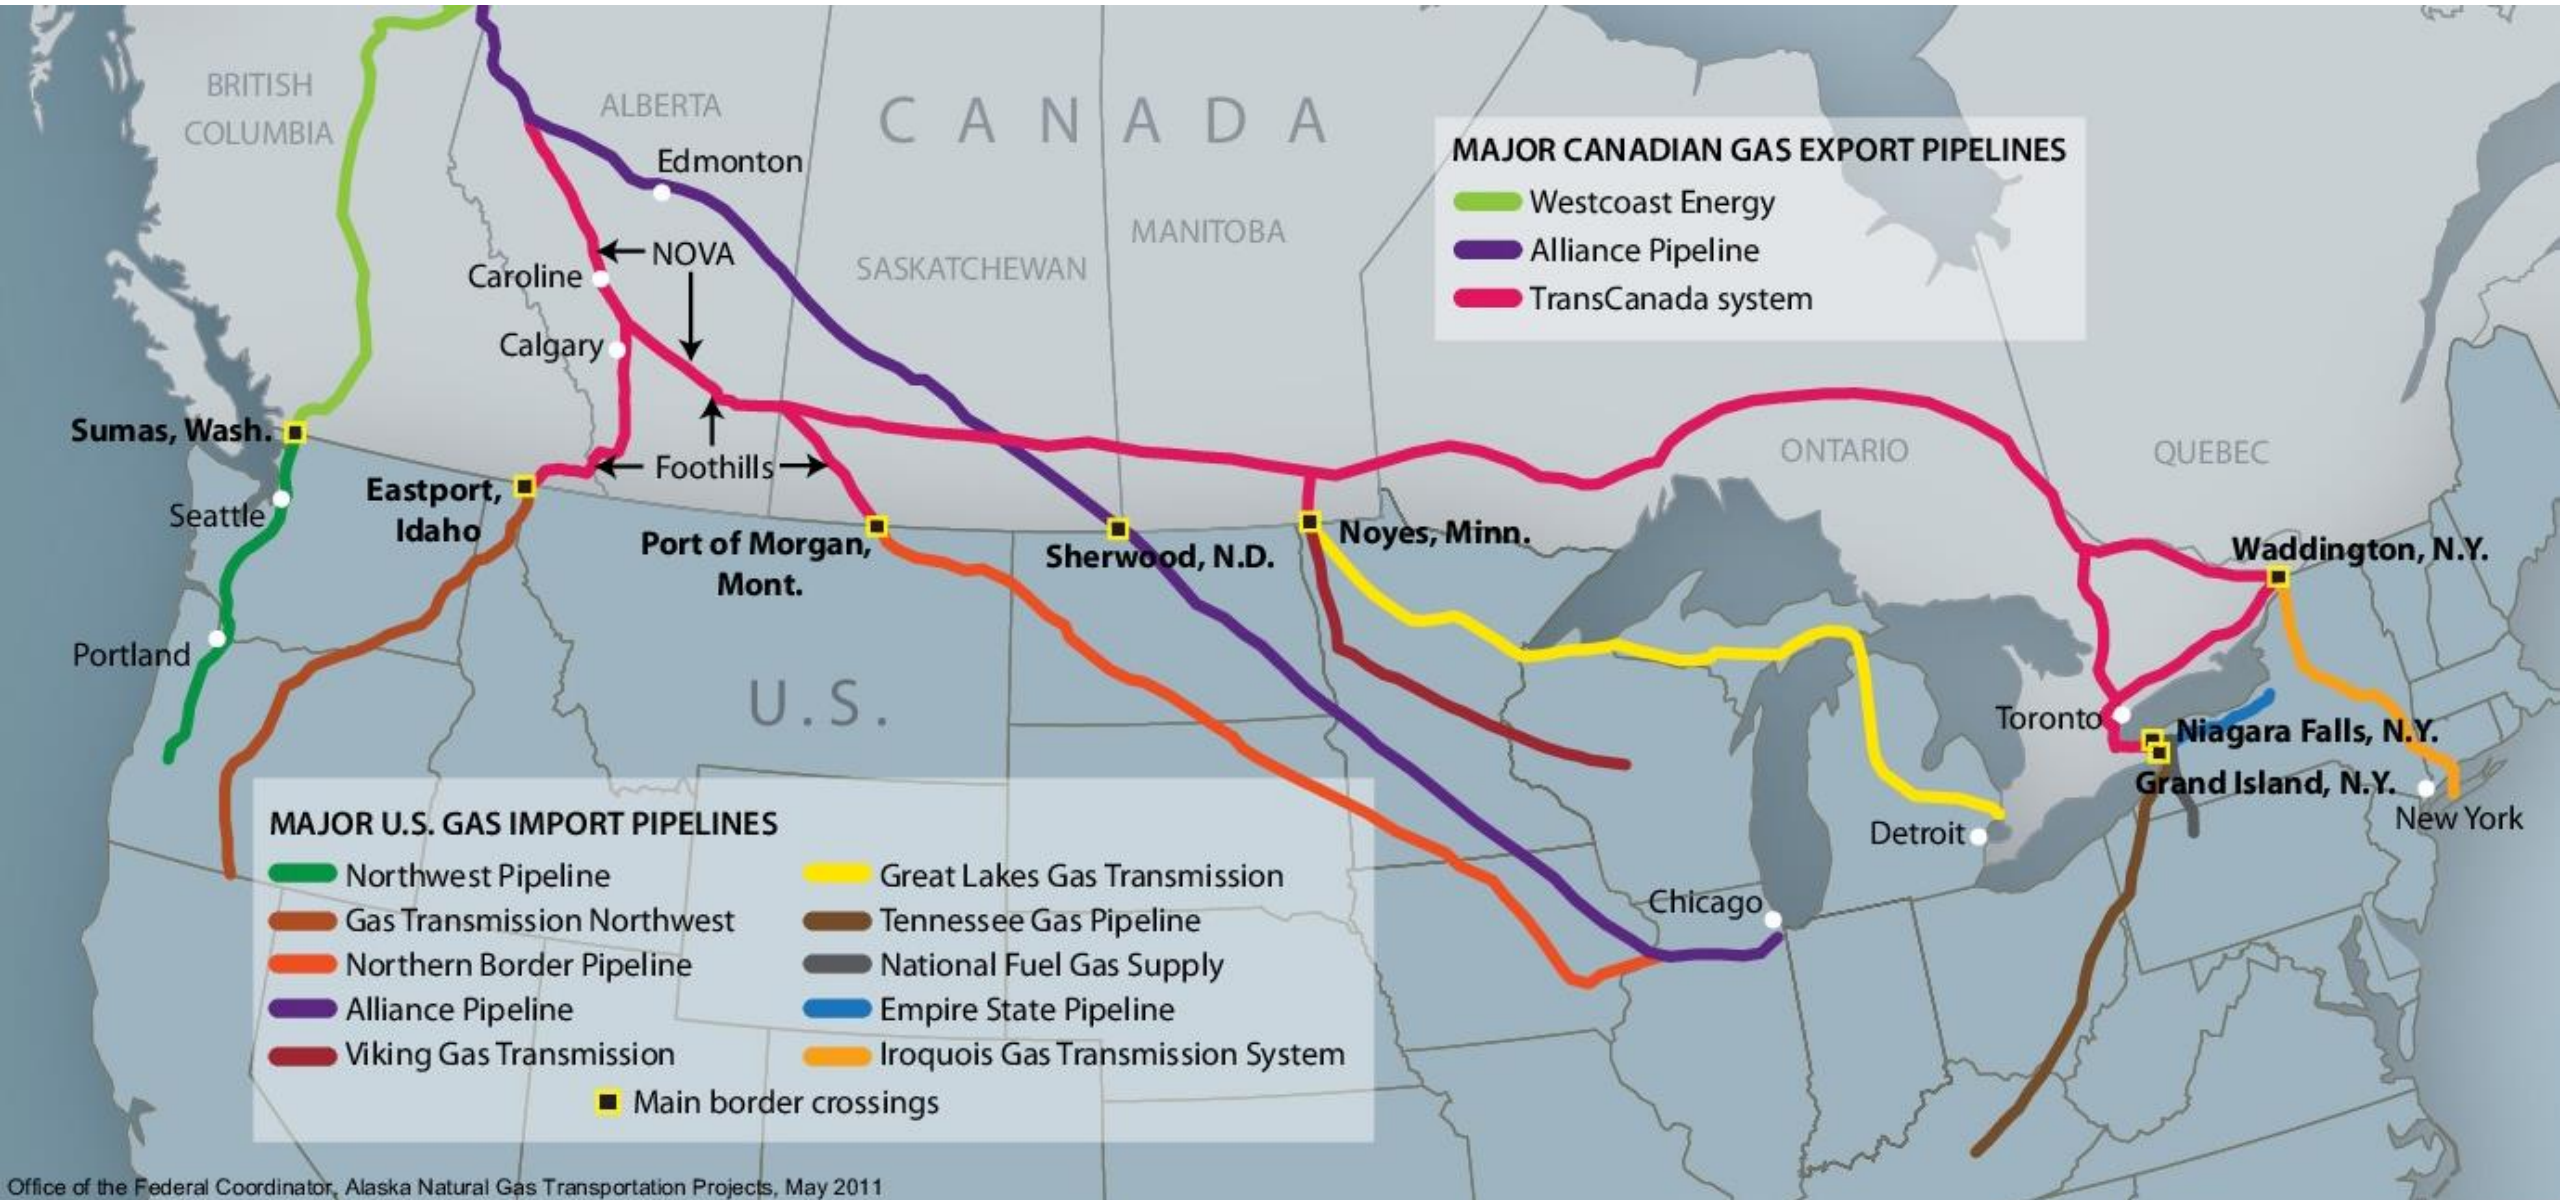 BRITISH
COLUMBIA
ALBERTA
CANADA
Edmonton
MANITOBA
SASKATCHEWAN
NOVA
Caroline
Calgary
MAJOR CANADIAN GAS EXPORT PIPELINES
Westcoast Energy
Alliance Pipeline
TransCanada system
Sumas, Wash.
Foothills
Eastport,
Idaho
Seattle
Port of Morgan,
Mont.
Sherwood, N.D.
Noyes, Minn.
ONTARIO
QUEBEC
Waddington, N.Y.
Portland
U.S.
Toronto
Niagara Falls, N.Y.
Grand Island, N.Y.
New York
Detroit
Chicago
MAJOR U.S. GAS IMPORT PIPELINES
Northwest Pipeline
Gas Transmission Northwest
Northern Border Pipeline
Alliance Pipeline
Viking Gas Transmission
Great Lakes Gas Transmission
Tennessee Gas Pipeline
National Fuel Gas Supply
Empire State Pipeline
Iroquois Gas Transmission System
Main border crossings
Office of the Federal Coordinator, Alaska Natural Gas Transportation Projects, May 2011